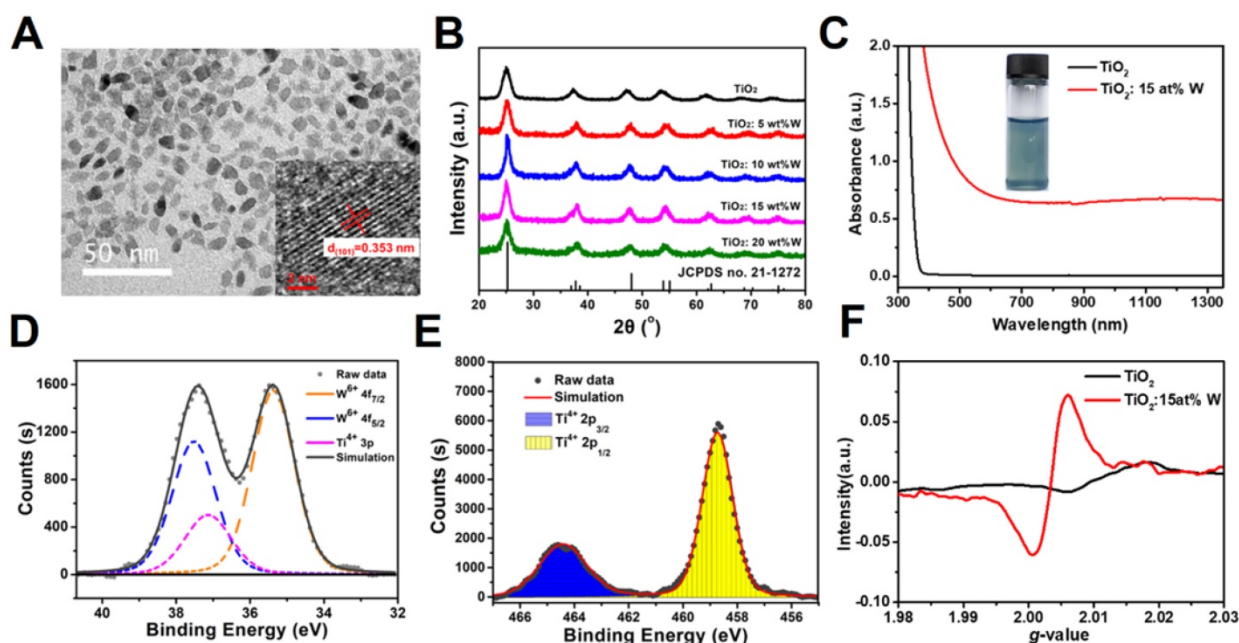 A
50 nm
d(101)=0.353 nm
B
Intensity (a.u.)
TiO2
TiO2: 5 wt%W
TiO2: 10 wt%W
TiO2: 15 wt%W
TiO2: 20 wt%W
JCPDS no. 21-1272
20 30 40 50 60 70 80
2θ (°)
C
Absorbance (a.u.)
2.0
1.5
1.0
0.5
0.0
TiO2
TiO2: 15 at% W
300 500 700 900 1100 1300
Wavelength (nm)
D
Counts (s)
1600
1200
800
400
0
Raw data
W6+ 4f7/2
W6+ 4f5/2
Ti4+ 3p
Simulation
40 38 36 34 32
Binding Energy (eV)
E
Counts (s)
8000
7000
6000
5000
4000
3000
2000
1000
0
Raw data
Simulation
Ti4+ 2p3/2
Ti4+ 2p1/2
466 464 462 460 458 456
Binding Energy (eV)
F
Intensity(a.u.)
0.10
0.05
0.00
-0.05
-0.10
TiO2
TiO2:15at% W
1.98 1.99 2.00 2.01 2.02 2.03
g-value